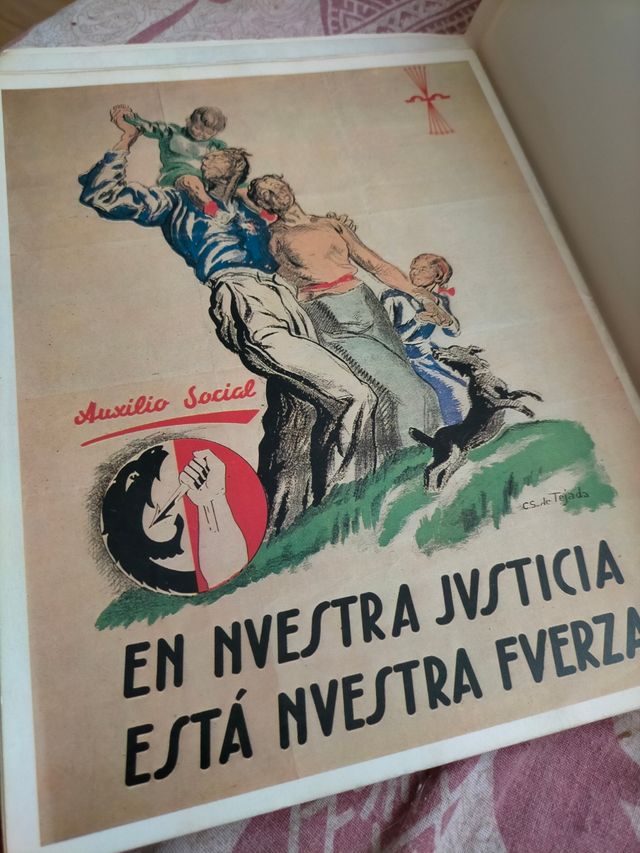 Auxilio Social
C.S. de Tejada
EN NVESTRA JVSTICIA
ESTÁ NVESTRA FVERZA